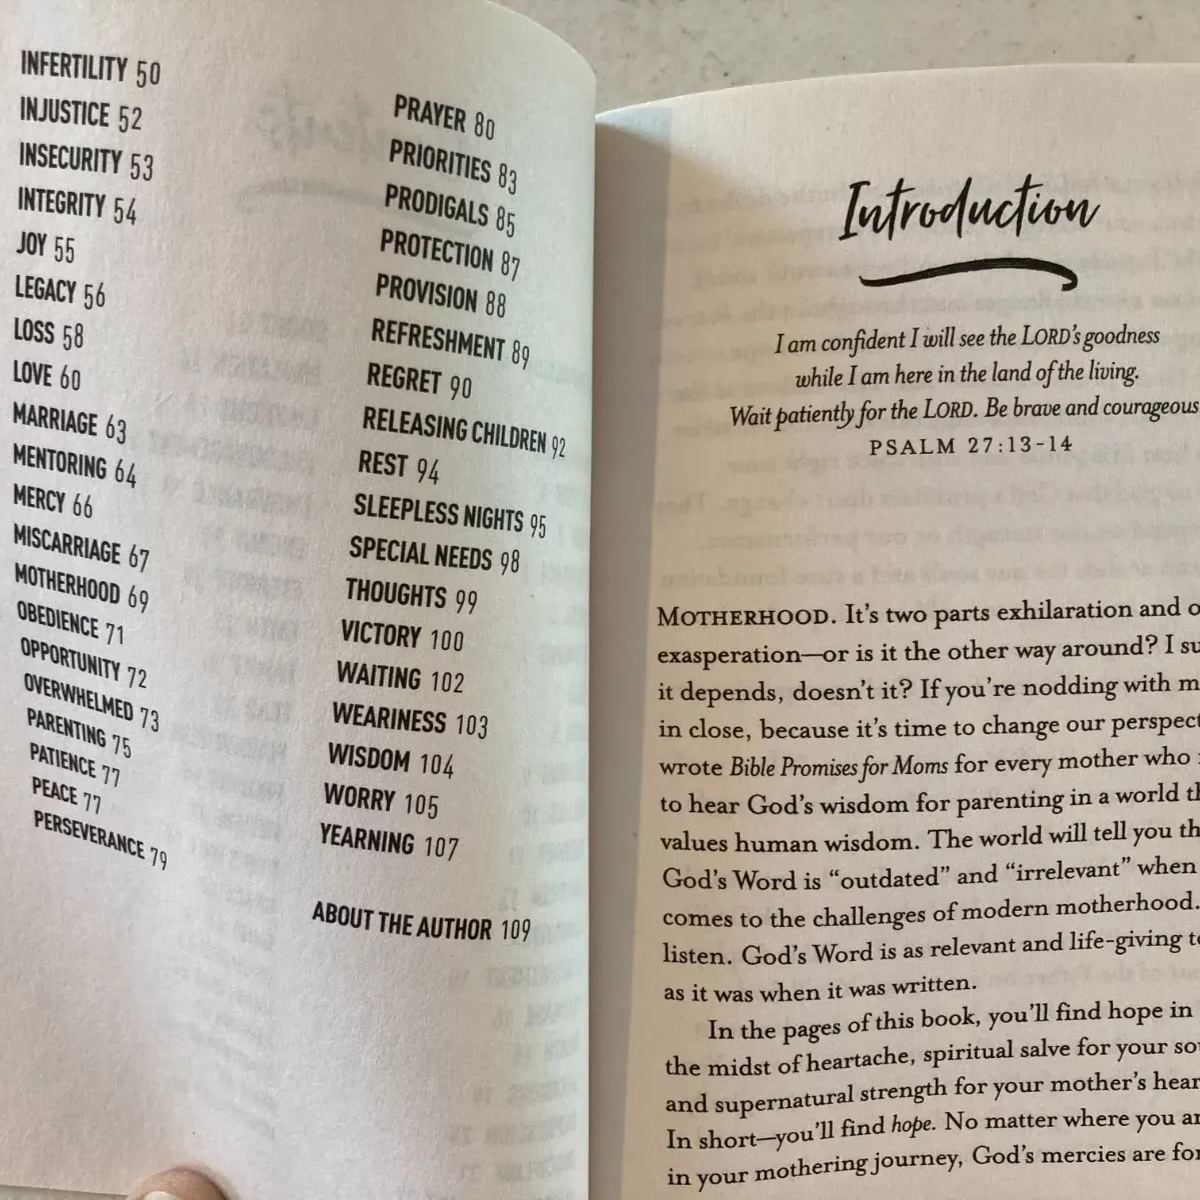 INFERTILITY 50
INJUSTICE 52
INSECURITY 53
INTEGRITY 54
JOY 55
LEGACY 56
LOSS 58
LOVE 60
MARRIAGE 63
MENTORING 64
MERCY 66
MISCARRIAGE 67
MOTHERHOOD 69
OBEDIENCE 71
OPPORTUNITY 72
OVERWHELMED 73
PARENTING 75
PATIENCE 77
PEACE 77
PERSEVERANCE 79
PRAYER 80
PRIORITIES 83
PRODIGALS 85
PROTECTION 87
PROVISION 88
REFRESHMENT 89
REGRET 90
RELEASING CHILDREN 92
REST 94
SLEEPLESS NIGHTS 95
SPECIAL NEEDS 98
THOUGHTS 99
VICTORY 100
WAITING 102
WEARINESS 103
WISDOM 104
WORRY 105
YEARNING 107
ABOUT THE AUTHOR 109
Introduction
I am confident I will see the LORD's goodness
while I am here in the land of the living.
Wait patiently for the LORD. Be brave and courageous
PSALM 27:13-14
MOTHERHOOD. It's two parts exhilaration and
exasperation—or is it the other way around? I
it depends, doesn't it? If you're nodding with
in close, because it's time to change our
wrote Bible Promises for Moms for every mother who
to hear God's wisdom for parenting in a world
values human wisdom. The world will tell you
God's Word is "outdated" and "irrelevant" when
comes to the challenges of modern motherhood.
listen. God's Word is as relevant and life-giving
as it was when it was written.
In the pages of this book, you'll find hope in
the midst of heartache, spiritual salve for your
and supernatural strength for your mother's
In short—you'll find hope. No matter where you
in your mothering journey, God's mercies are